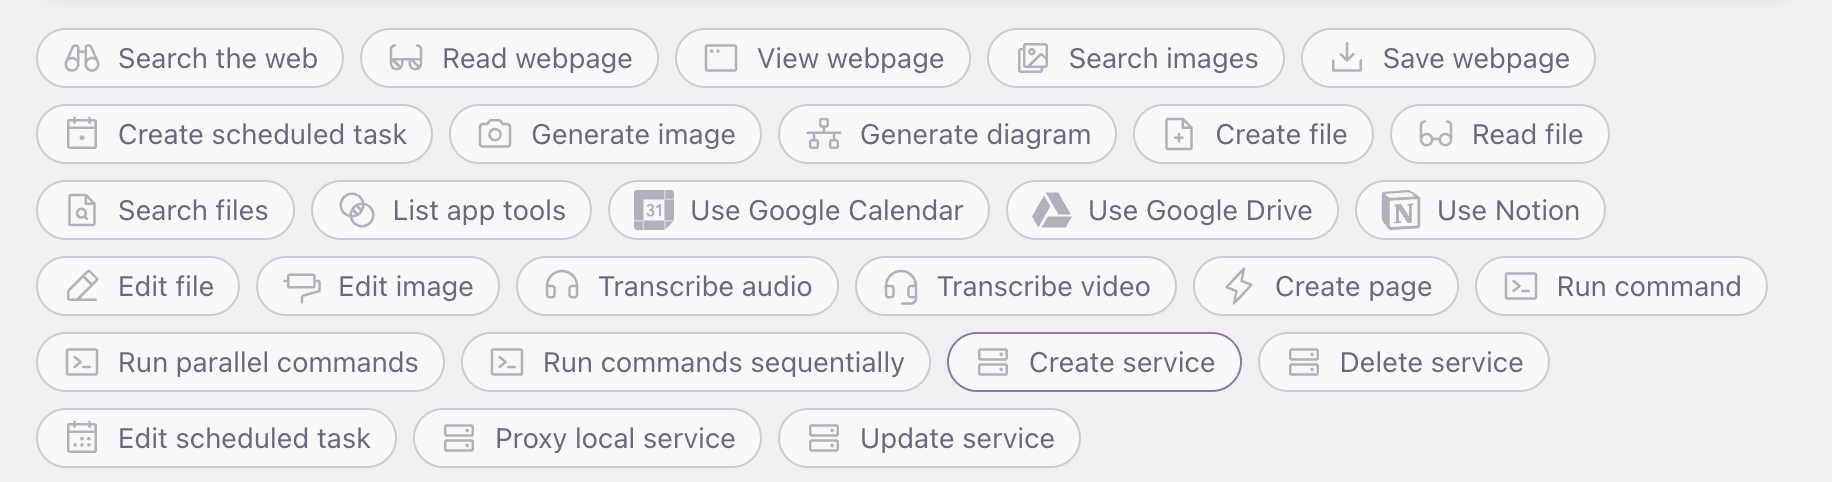 Search the web Read webpage View webpage Search images Save webpage
Create scheduled task Generate image Generate diagram Create file Read file
Search files List app tools 31 Use Google Calendar Use Google Drive N Use Notion
Edit file Edit image Transcribe audio Transcribe video Create page Run command
Run parallel commands Run commands sequentially Create service Delete service
Edit scheduled task Proxy local service Update service